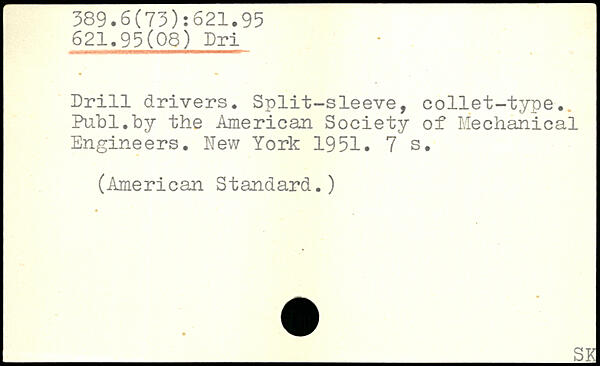 389.6(73):621.95
621.95(08) Dri
Drill drivers. Split-sleeve, collet-type.
Publ.by the American Society of Mechanical
Engineers. New York 1951. 7 s.
(American Standard.)
SK